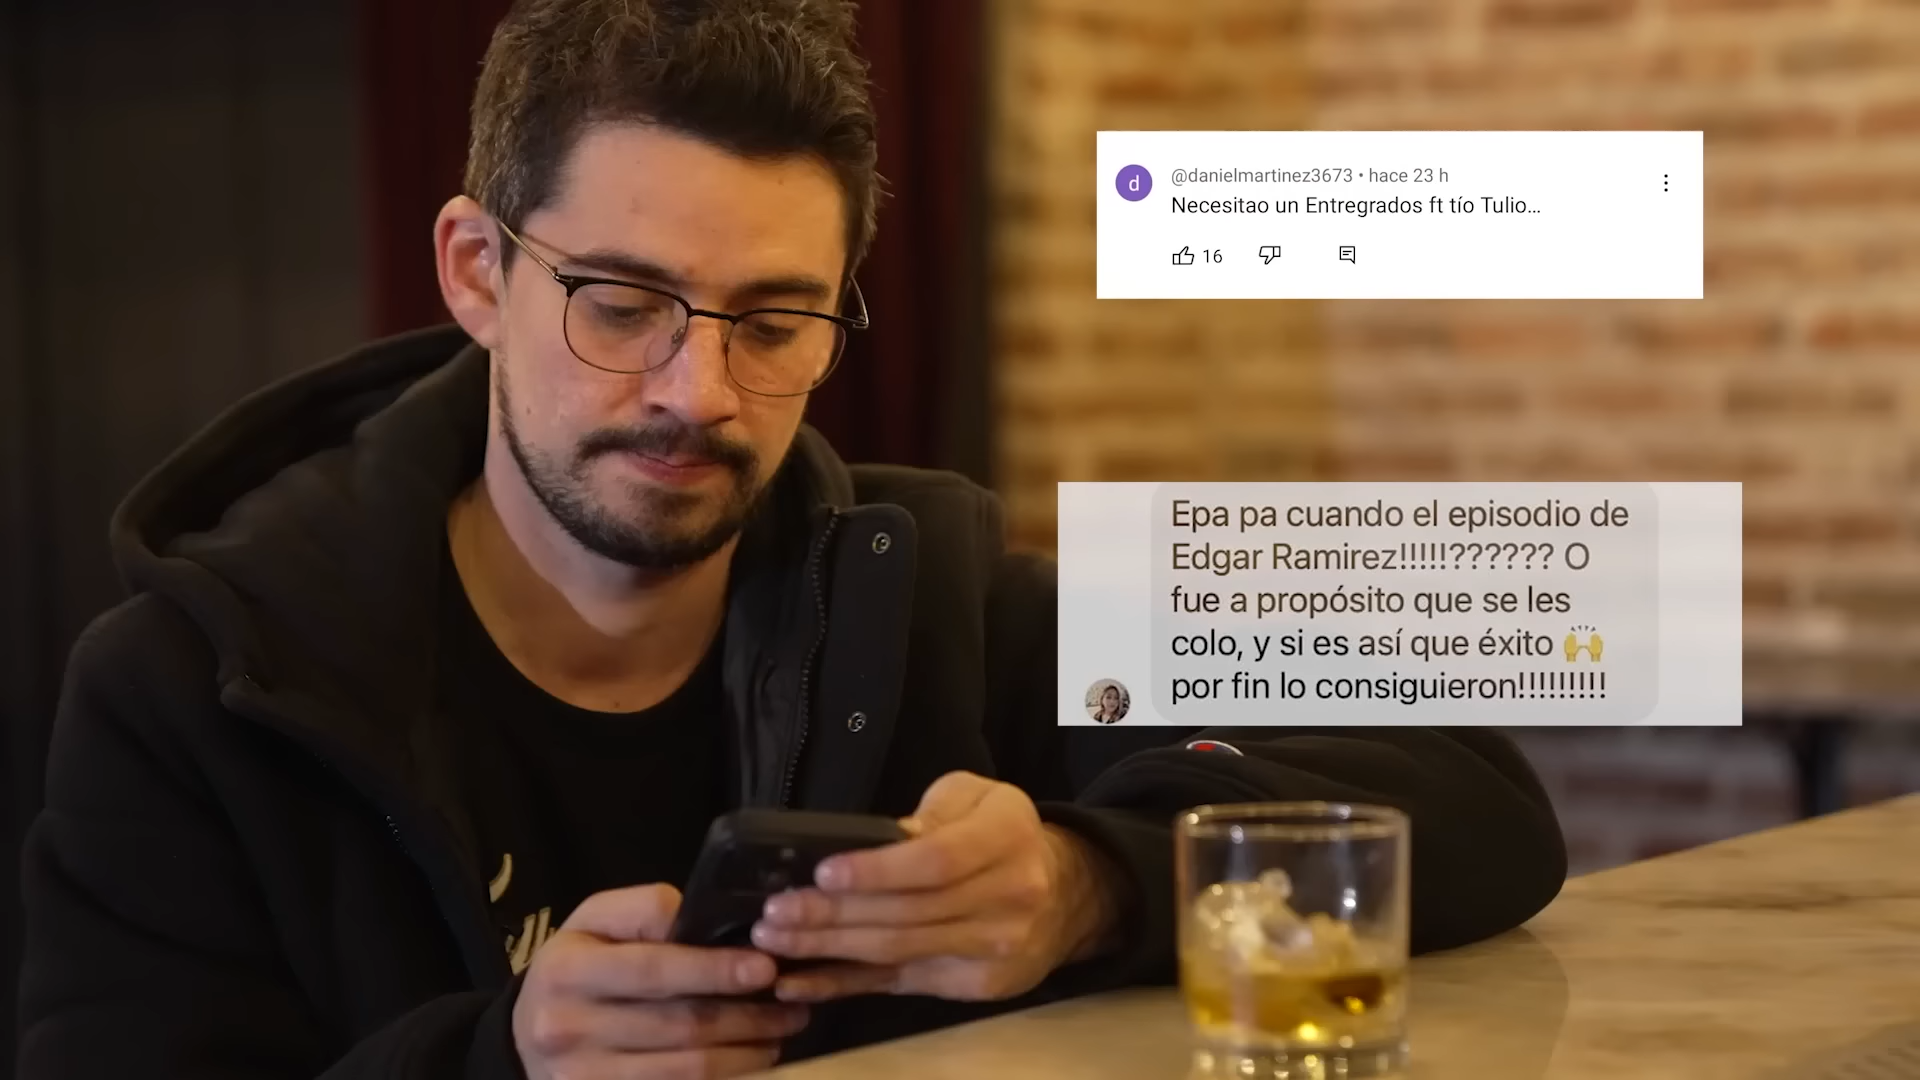 @danielmartinez3673 • hace 23 h
Necesitao un Entregrados ft tío Tulio...
16
Epa pa cuando el episodio de
Edgar Ramirez!!!!!?????? O
fue a propósito que se les
colo, y si es así que éxito 🙌
por fin lo consiguieron!!!!!!!!!
d